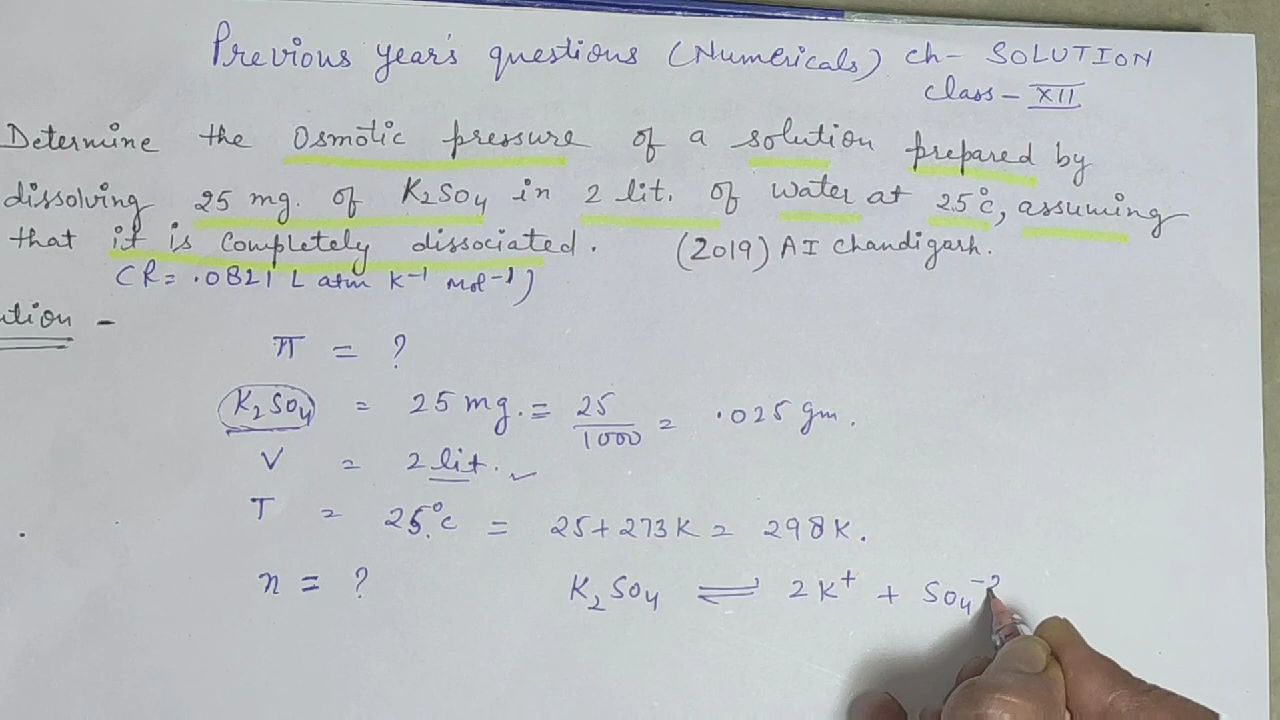 Previous year's questions (Numericals) ch- SOLUTION
class - XII
Determine the Osmotic pressure of a solution prepared by
dissolving 25 mg. of K₂SO₄ in 2 lit. of water at 25°c, assuming
that it is completely dissociated. (2019) AI Chandigarh.
(R= .0821 L atm K⁻¹ mol⁻¹)
ution -
π = ?
K₂SO₄ = 25 mg. = 25/1000 = .025 gm.
V = 2 lit.
T = 25°c = 25+273K = 298K.
n = ? K₂SO₄ ⇌ 2K⁺ + SO₄⁻²